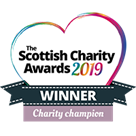 The
Scottish Charity
Awards 2019
WINNER
Charity champion